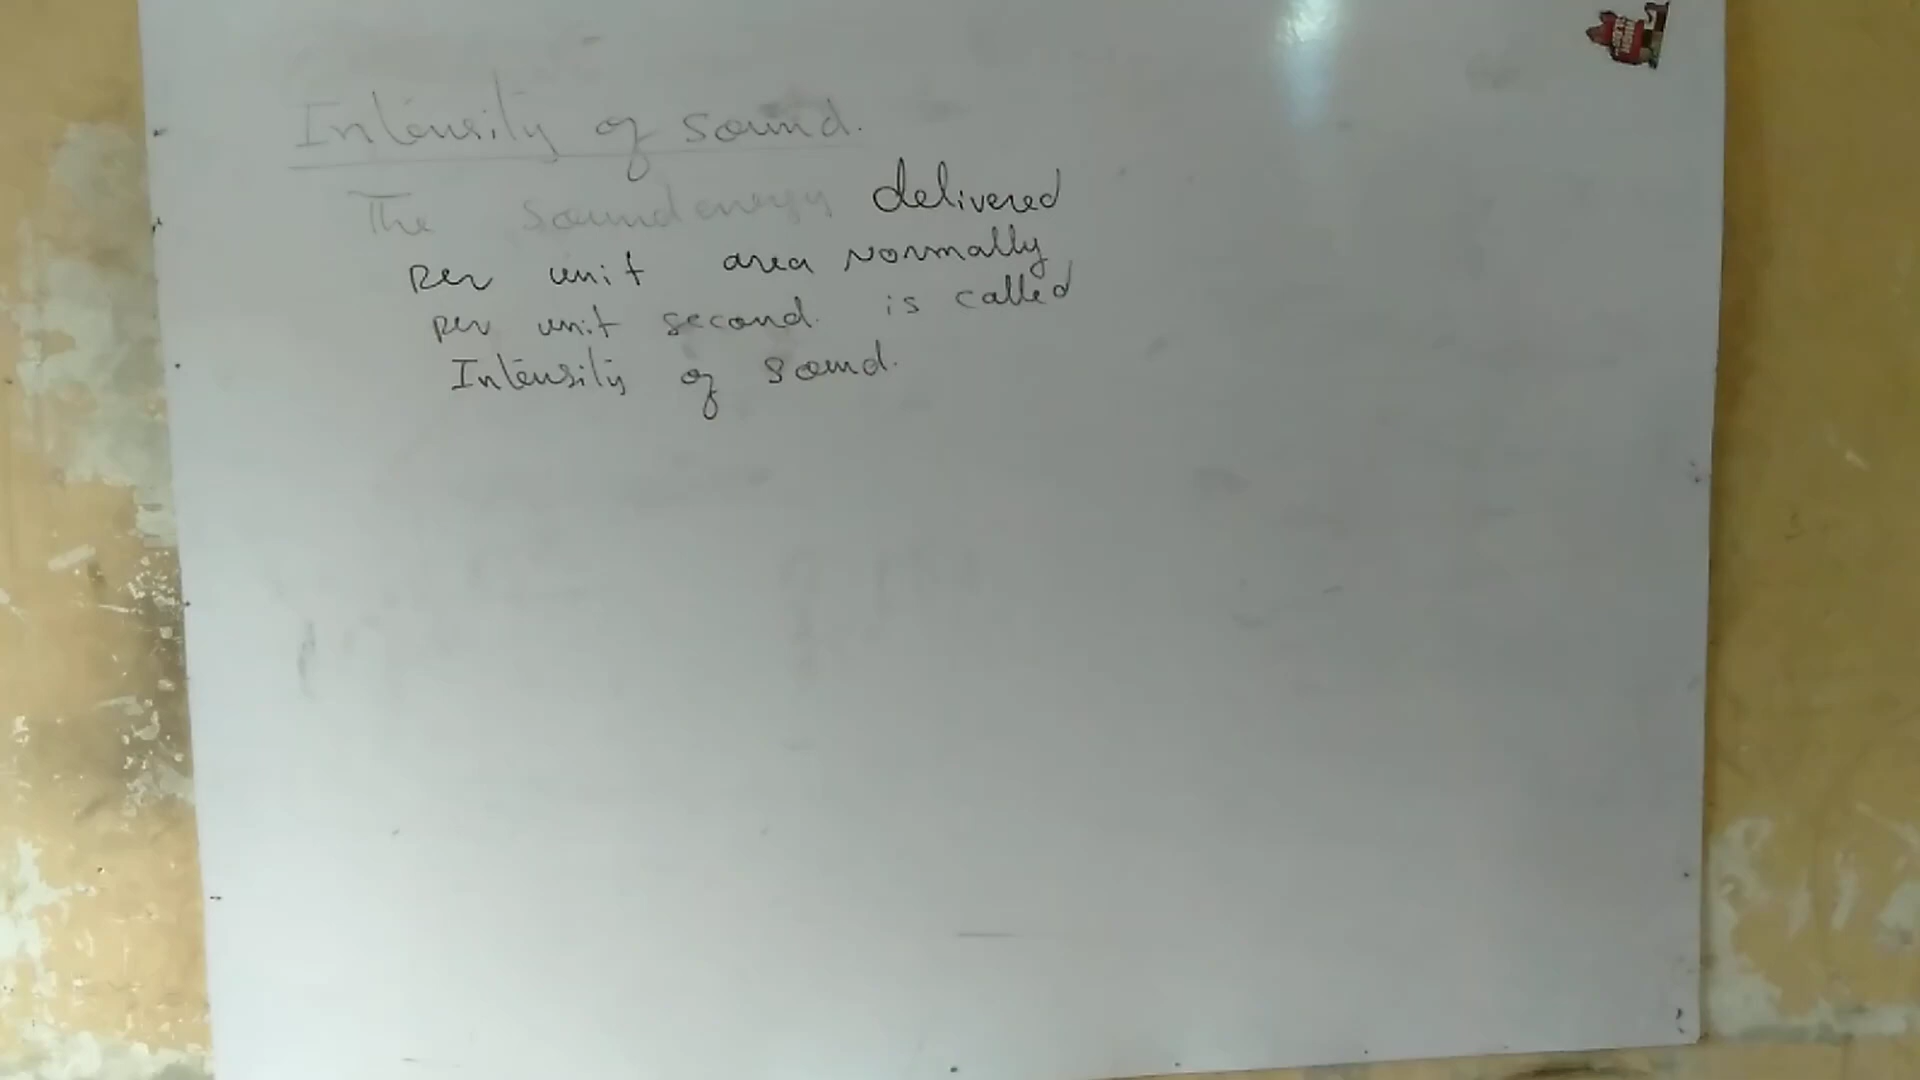 Intensity of sound.
The sound energy delivered
per unit area Normally
per unit second. is called
Intensity of sound.